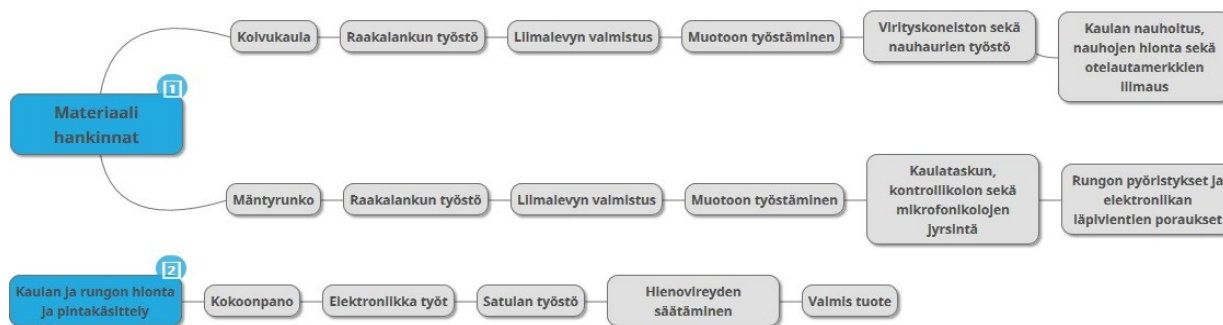 Koivukaula
Raakalankun työstö
Liimalevyn valmistus
Muotoon työstäminen
Virityskoneiston sekä
nauhaurien työstö
Kaulan nauhoitus,
nauhojen hionta sekä
otelautamerkkien
liimaus
1
Materiaali
hankinnat
Mäntyrunko
Raakalankun työstö
Liimalevyn valmistus
Muotoon työstäminen
Kaulataskun,
kontrollikolon sekä
mikrofonikolojen
jyrsintä
Rungon pyöristykset ja
elektroniikan
läpivientien poraukset
2
Kaulan ja rungon hionta
ja pintakäsittely
Kokoonpano
Elektroniikka työt
Satulan työstö
Hienovireyden
säätäminen
Valmis tuote